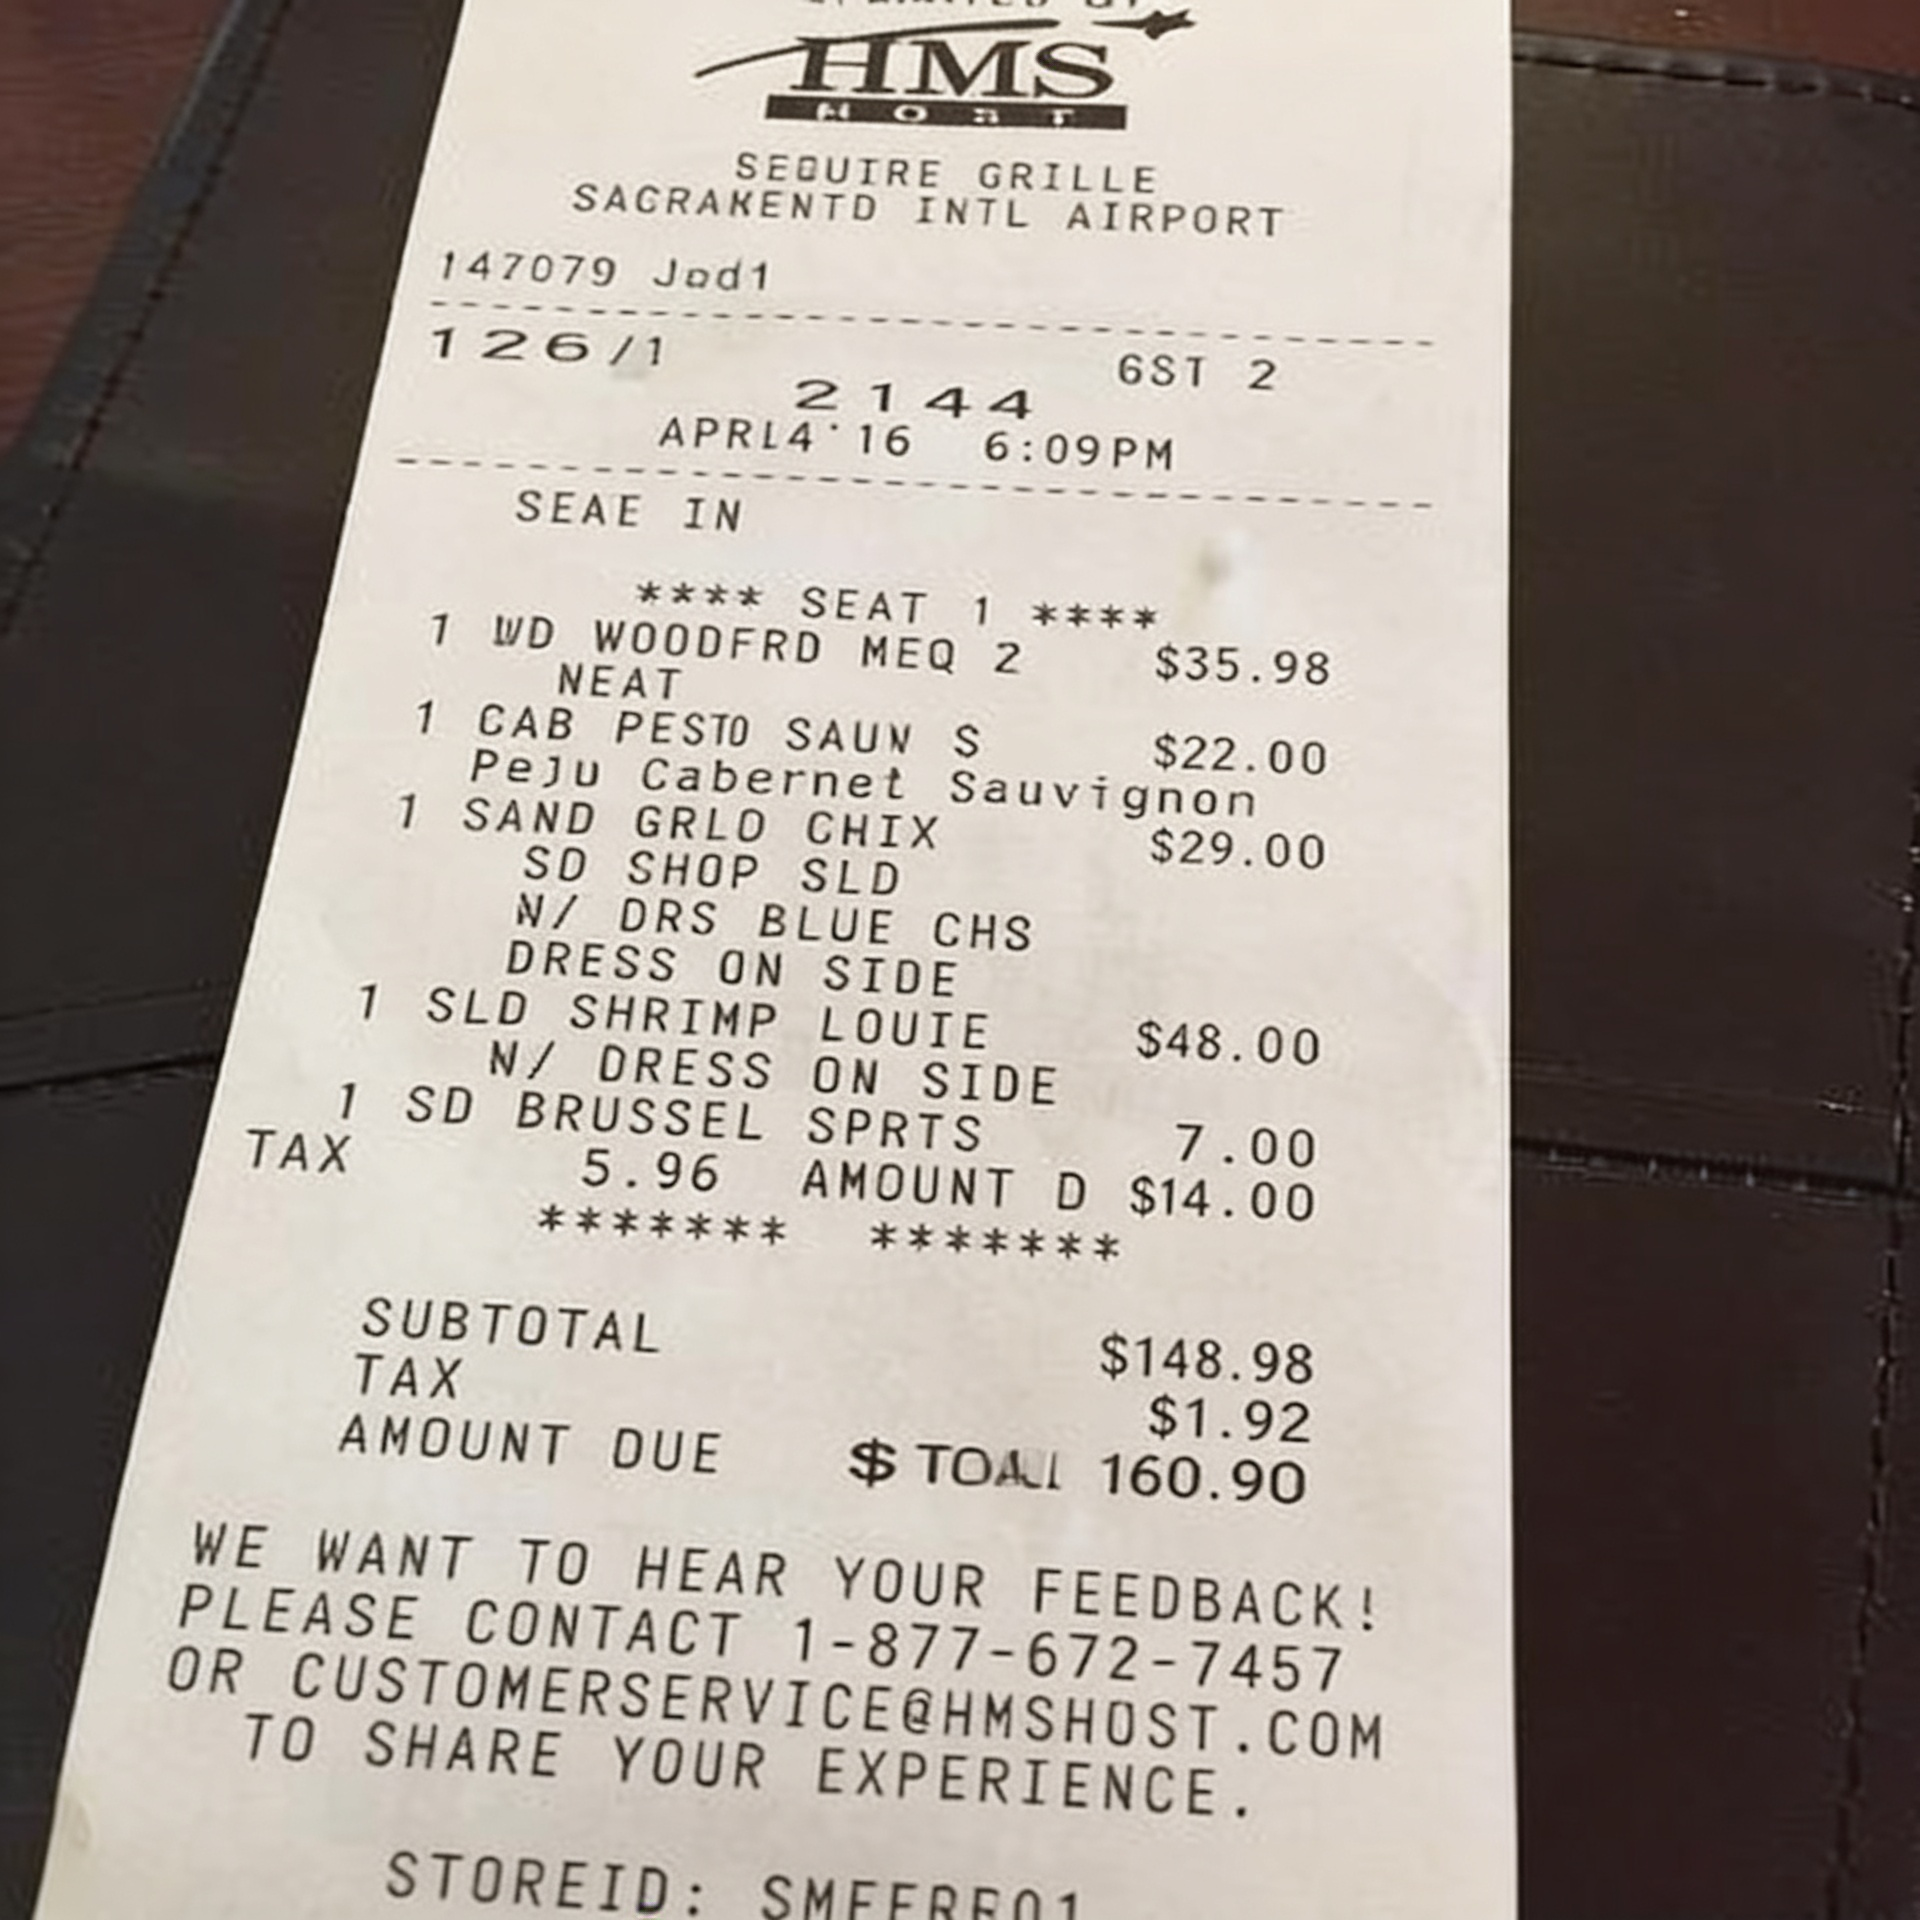 HMS
HOST
SEQUIRE GRILLE
SACRAKENTD INTL AIRPORT
147079 Jod1
126/1 6ST 2
2144
APRL4'16 6:09PM
SEAE IN
**** SEAT 1 ****
1 WD WOODFRD MEQ 2 $35.98
NEAT
1 CAB PESTO SAUN S $22.00
PeJu Cabernet Sauvignon
1 SAND GRLD CHIX $29.00
SD SHOP SLD
N/ DRS BLUE CHS
DRESS ON SIDE
1 SLD SHRIMP LOUIE $48.00
N/ DRESS ON SIDE
1 SD BRUSSEL SPRTS 7.00
TAX 5.96 AMOUNT D $14.00
******* *******
SUBTOTAL $148.98
TAX $1.92
AMOUNT DUE $ 160.90
WE WANT TO HEAR YOUR FEEDBACK!
PLEASE CONTACT 1-877-672-7457
OR CUSTOMERSERVICE@HMSHOST.COM
TO SHARE YOUR EXPERIENCE.
STOREID: